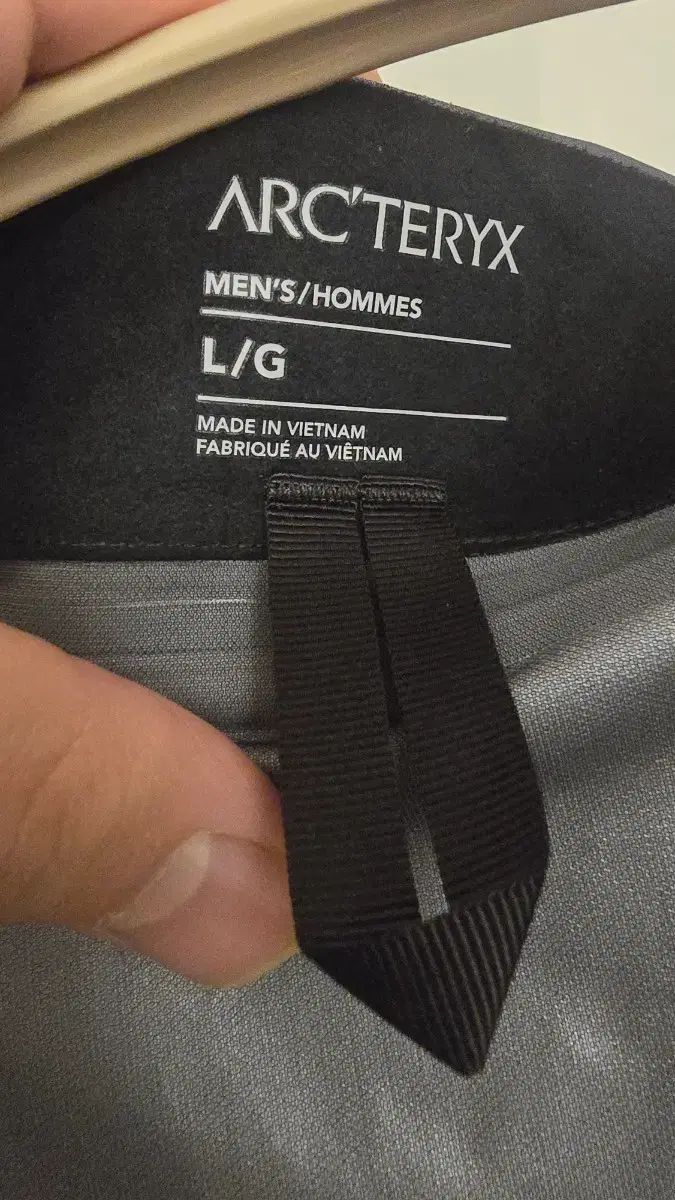 ARC'TERYX
MEN'S/HOMMES
L/G
MADE IN VIETNAM
FABRIQUÉ AU VIÊTNAM